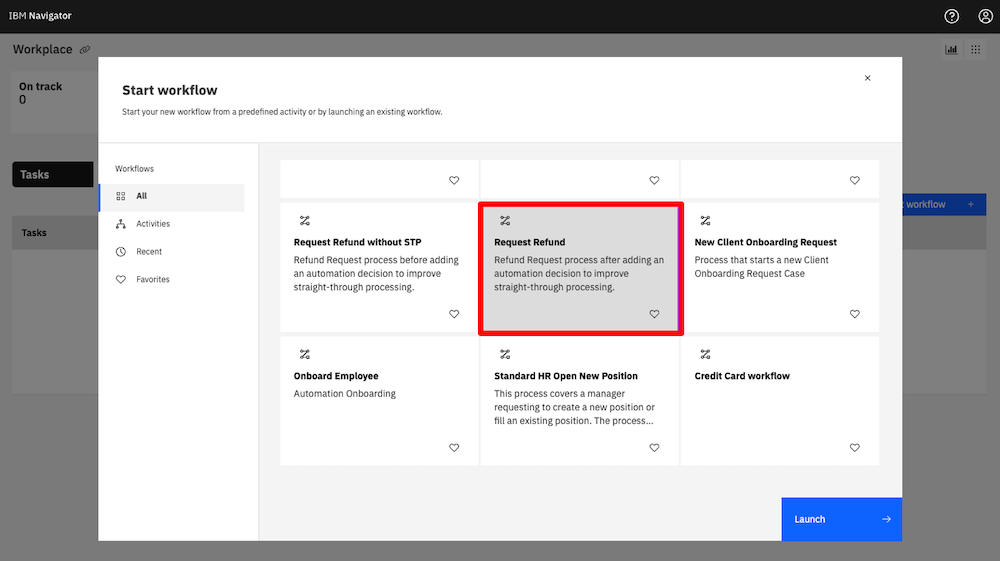 IBM Navigator
Workplace
On track
0
Tasks
Tasks
workflow +
Start workflow
Start your new workflow from a predefined activity or by launching an existing workflow.
Workflows
All
Activities
Recent
Favorites
Request Refund without STP
Refund Request process before adding
an automation decision to improve
straight-through processing.
Request Refund
Refund Request process after adding an
automation decision to improve
straight-through processing.
New Client Onboarding Request
Process that starts a new Client
Onboarding Request Case
Onboard Employee
Automation Onboarding
Standard HR Open New Position
This process covers a manager
requesting to create a new position or
fill an existing position. The process...
Credit Card workflow
Launch